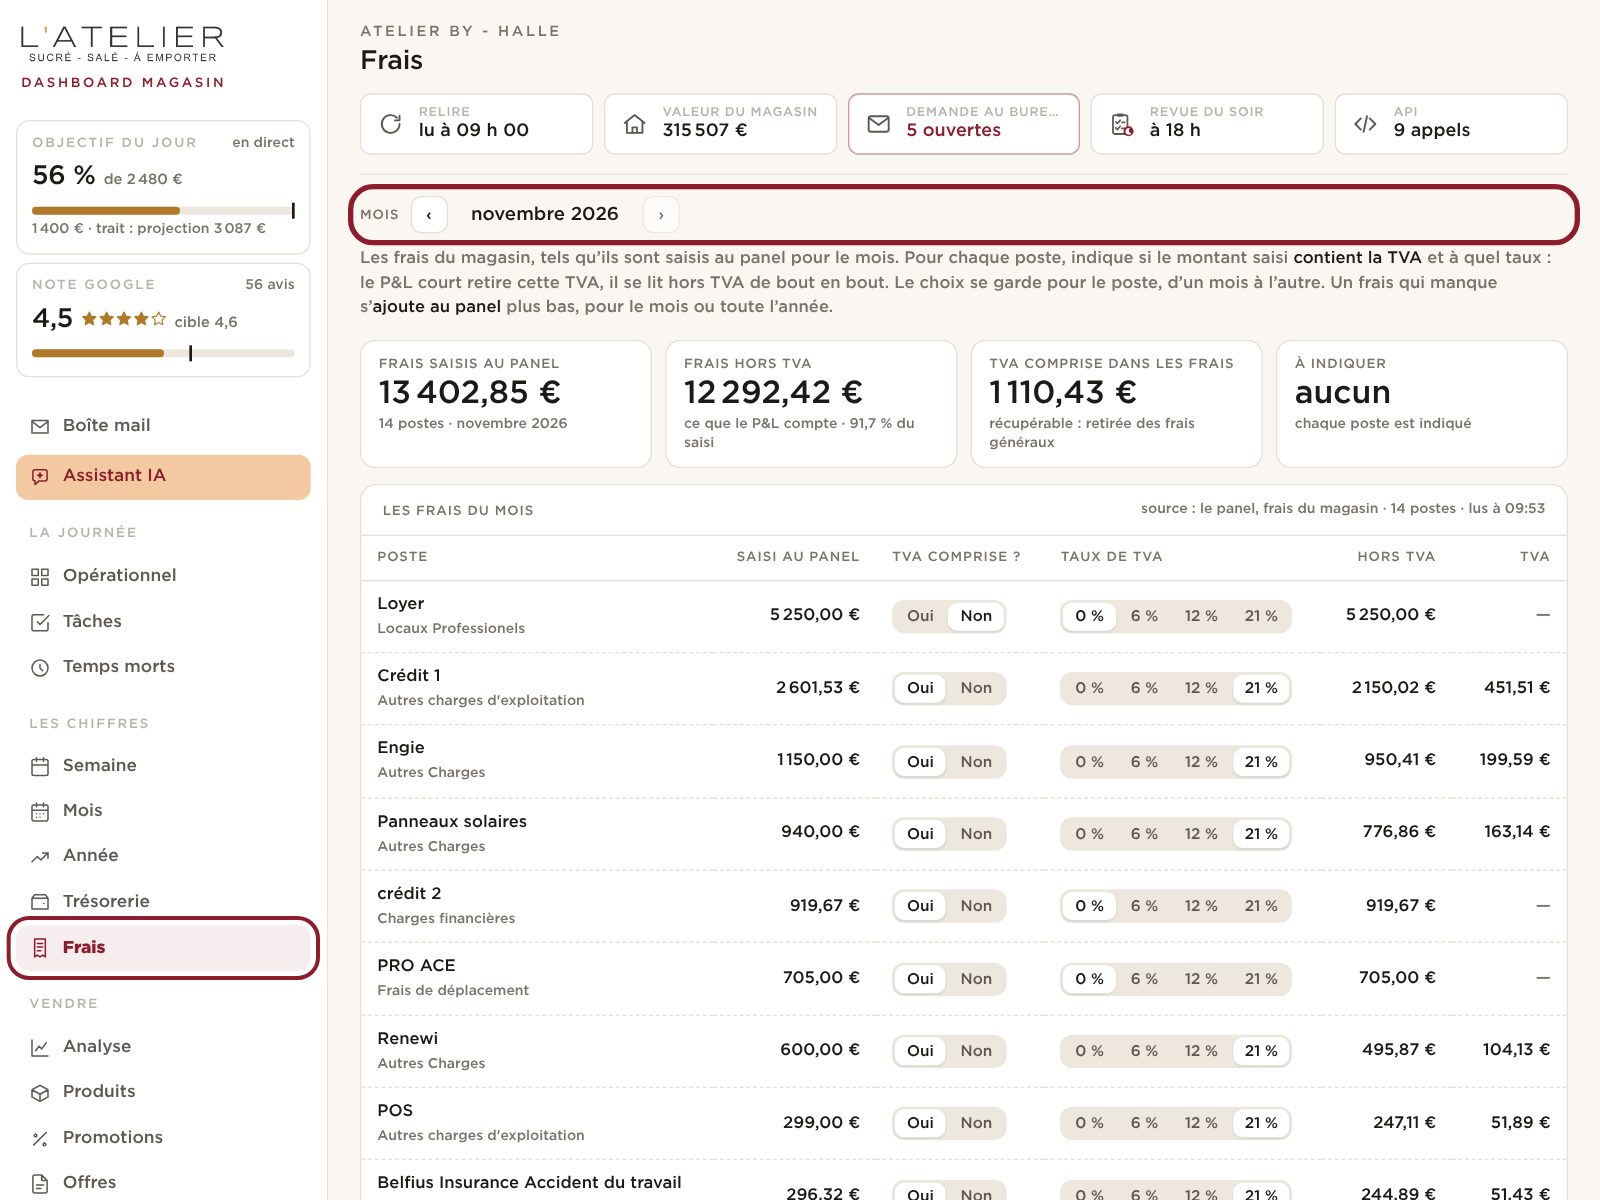 L'ATELIER
SUCRÉ - SALÉ - À EMPORTER
DASHBOARD MAGASIN
OBJECTIF DU JOUR
en direct
56 % de 2 480 €
1 400 € · trait : projection 3 087 €
NOTE GOOGLE
56 avis
4,5 cible 4,6
Boîte mail
Assistant IA
LA JOURNÉE
Opérationnel
Tâches
Temps morts
LES CHIFFRES
Semaine
Mois
Année
Trésorerie
Frais
VENDRE
Analyse
Produits
Promotions
Offres
ATELIER BY - HALLE
Frais
RELIRE
lu à 09 h 00
VALEUR DU MAGASIN
315 507 €
DEMANDE AU BURE…
5 ouvertes
REVUE DU SOIR
à 18 h
API
9 appels
MOIS ‹ novembre 2026 ›
Les frais du magasin, tels qu’ils sont saisis au panel pour le mois. Pour chaque poste, indique si le montant saisi contient la TVA et à quel taux :
le P&L court retire cette TVA, il se lit hors TVA de bout en bout. Le choix se garde pour le poste, d’un mois à l’autre. Un frais qui manque
s’ajoute au panel plus bas, pour le mois ou toute l’année.
FRAIS SAISIS AU PANEL
13 402,85 €
14 postes · novembre 2026
FRAIS HORS TVA
12 292,42 €
ce que le P&L compte · 91,7 % du
saisi
TVA COMPRISE DANS LES FRAIS
1 110,43 €
récupérable : retirée des frais
généraux
À INDIQUER
aucun
chaque poste est indiqué
LES FRAIS DU MOIS
source : le panel, frais du magasin · 14 postes · lus à 09:53
POSTE SAISI AU PANEL TVA COMPRISE ? TAUX DE TVA HORS TVA TVA
Loyer
Locaux Professionels
5 250,00 € Oui Non 0 % 6 % 12 % 21 % 5 250,00 € —
Crédit 1
Autres charges d'exploitation
2 601,53 € Oui Non 0 % 6 % 12 % 21 % 2 150,02 € 451,51 €
Engie
Autres Charges
1 150,00 € Oui Non 0 % 6 % 12 % 21 % 950,41 € 199,59 €
Panneaux solaires
Autres Charges
940,00 € Oui Non 0 % 6 % 12 % 21 % 776,86 € 163,14 €
crédit 2
Charges financières
919,67 € Oui Non 0 % 6 % 12 % 21 % 919,67 € —
PRO ACE
Frais de déplacement
705,00 € Oui Non 0 % 6 % 12 % 21 % 705,00 € —
Renewi
Autres Charges
600,00 € Oui Non 0 % 6 % 12 % 21 % 495,87 € 104,13 €
POS
Autres charges d'exploitation
299,00 € Oui Non 0 % 6 % 12 % 21 % 247,11 € 51,89 €
Belfius Insurance Accident du travail
296,32 € Oui Non 0 % 6 % 12 % 21 % 244,89 € 51,43 €